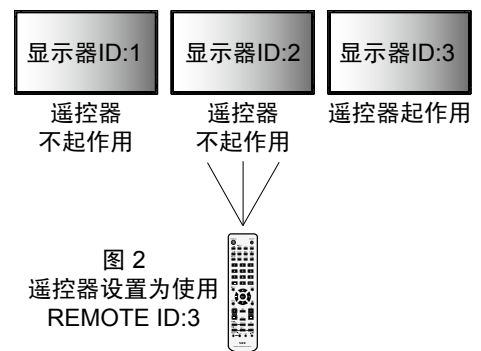 显示器ID:1
显示器ID:2
显示器ID:3
遥控器
不起作用
遥控器
不起作用
遥控器起作用
图 2
遥控器设置为使用
REMOTE ID:3